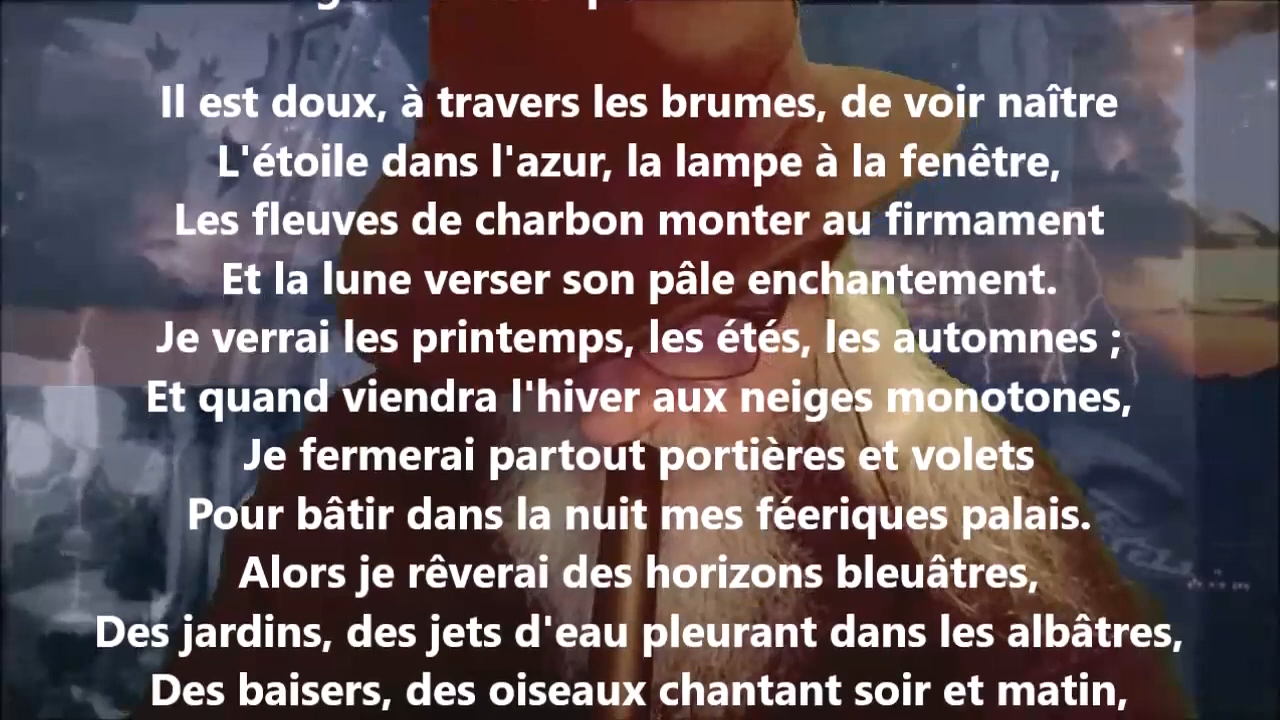 Il est doux, à travers les brumes, de voir naître
L'étoile dans l'azur, la lampe à la fenêtre,
Les fleuves de charbon monter au firmament
Et la lune verser son pâle enchantement.
Je verrai les printemps, les étés, les automnes ;
Et quand viendra l'hiver aux neiges monotones,
Je fermerai partout portières et volets
Pour bâtir dans la nuit mes féeriques palais.
Alors je rêverai des horizons bleuâtres,
Des jardins, des jets d'eau pleurant dans les albâtres,
Des baisers, des oiseaux chantant soir et matin,